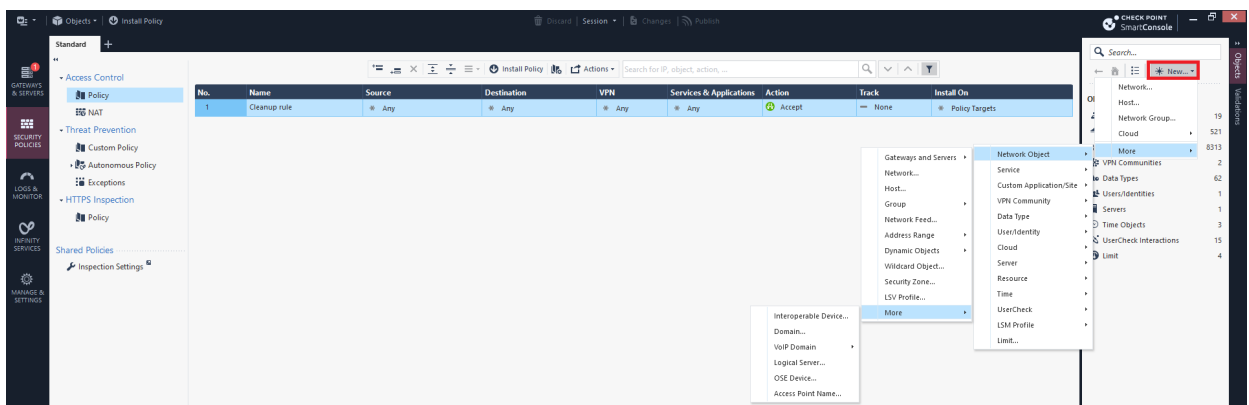 Objects
Install Policy
Discard
Session
Changes
Publish
CHECK POINT
SmartConsole
Standard
+
1
GATEWAYS
& SERVERS
SECURITY
POLICIES
LOGS &
MONITOR
INFINITY
SERVICES
MANAGE &
SETTINGS
Access Control
Policy
NAT
Threat Prevention
Custom Policy
Autonomous Policy
Exceptions
HTTPS Inspection
Policy
Shared Policies
Inspection Settings
Install Policy
Actions
Search for IP, object, action, ...
No. Name Source Destination VPN Services & Applications Action Track Install On
1 Cleanup rule Any Any Any Any Accept None Policy Targets
Search...
New...
Network...
Host...
Network Group...
Cloud
More
19
521
8313
VPN Communities 2
Data Types 62
Users/Identities 1
Servers 1
Time Objects 3
UserCheck Interactions 15
Limit 4
Objects
Validations
Network Object
Service
Custom Application/Site
VPN Community
Data Type
User/Identity
Cloud
Server
Resource
Time
UserCheck
LSM Profile
Limit...
Gateways and Servers
Network...
Host...
Group
Network Feed...
Address Range
Dynamic Objects
Wildcard Object...
Security Zone...
LSV Profile...
More
Interoperable Device...
Domain...
VoIP Domain
Logical Server...
OSE Device...
Access Point Name...